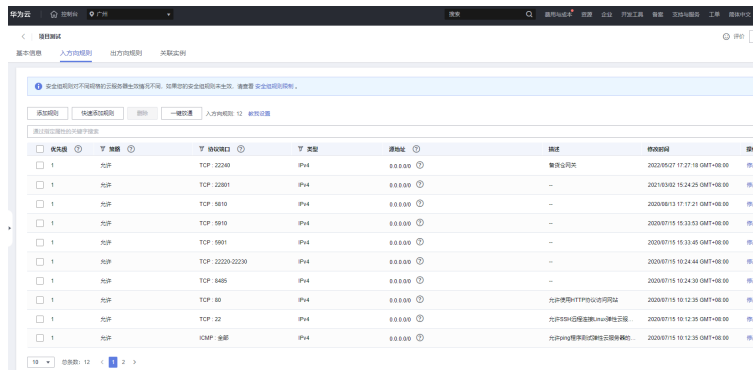 华为云 控制台 广州 搜索 费用与成本 资源 企业 开发工具 备案 支持与服务 工单 简体中文
项目测试 评价
基本信息 入方向规则 出方向规则 关联实例
安全组规则对不同规格的云服务器生效情况不同，如果您的安全组规则未生效，请查看 安全组规则限制 。
添加规则 快速添加规则 删除 一键放通 入方向规则: 12 教我设置
通过指定属性的关键字搜索
优先级 策略 协议端口 类型 源地址 描述 修改时间
1 允许 TCP : 22240 IPv4 0.0.0.0/0 2022/05/27 17:27:18 GMT+08:00
1 允许 TCP : 22801 IPv4 0.0.0.0/0 -- 2021/03/02 15:24:25 GMT+08:00
1 允许 TCP : 5810 IPv4 0.0.0.0/0 -- 2020/08/13 17:17:21 GMT+08:00
1 允许 TCP : 5910 IPv4 0.0.0.0/0 -- 2020/07/15 15:33:53 GMT+08:00
1 允许 TCP : 5901 IPv4 0.0.0.0/0 -- 2020/07/15 15:33:45 GMT+08:00
1 允许 TCP : 22220-22230 IPv4 0.0.0.0/0 -- 2020/07/15 10:24:44 GMT+08:00
1 允许 TCP : 8485 IPv4 0.0.0.0/0 -- 2020/07/15 10:24:30 GMT+08:00
1 允许 TCP : 80 IPv4 0.0.0.0/0 允许使用HTTP协议访问网站 2020/07/15 10:12:35 GMT+08:00
1 允许 TCP : 22 IPv4 0.0.0.0/0 允许SSH远程连接Linux弹性云服... 2020/07/15 10:12:35 GMT+08:00
1 允许 ICMP : 全部 IPv4 0.0.0.0/0 允许ping程序测试弹性云服务器的... 2020/07/15 10:12:35 GMT+08:00
10 总条数: 12 < 1 2 >